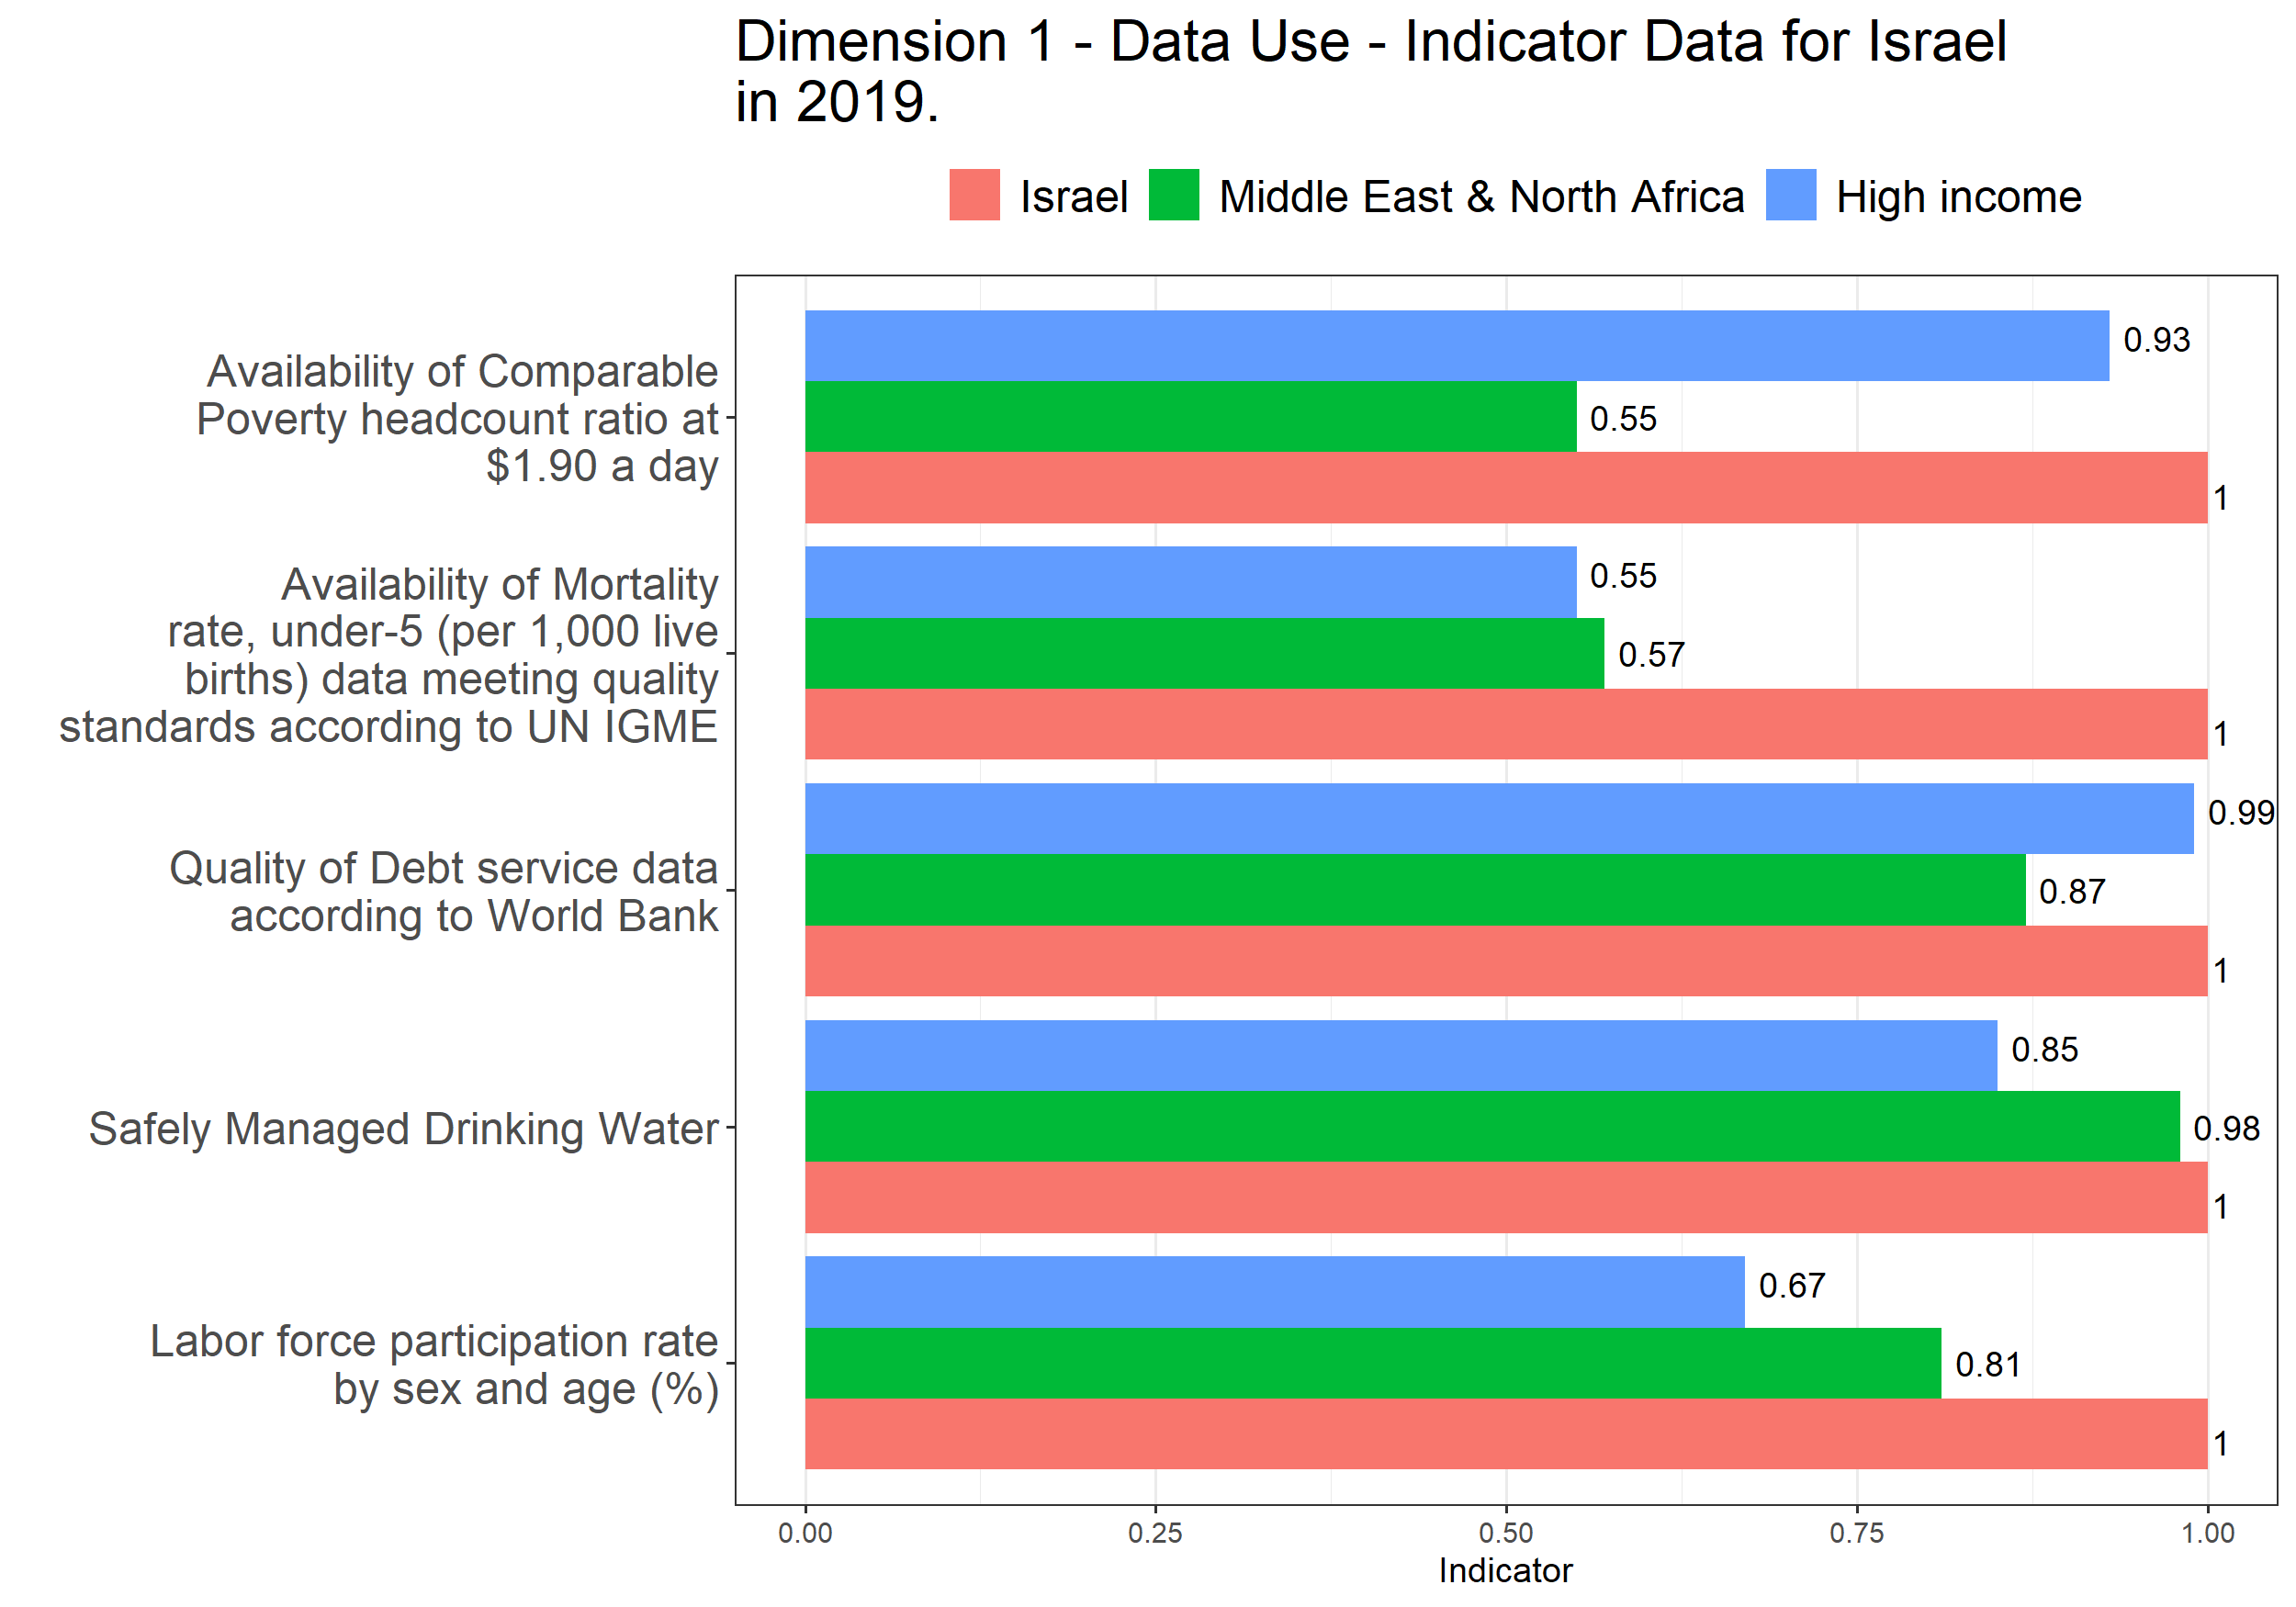 Dimension 1 - Data Use - Indicator Data for Israel
in 2019.
Israel
Middle East & North Africa
High income
Availability of Comparable
Poverty headcount ratio at
$1.90 a day
0.93
0.55
1
Availability of Mortality
rate, under-5 (per 1,000 live
births) data meeting quality
standards according to UN IGME
0.55
0.57
1
Quality of Debt service data
according to World Bank
0.99
0.87
1
Safely Managed Drinking Water
0.85
0.98
1
Labor force participation rate
by sex and age (%)
0.67
0.81
1
0.00
0.25
0.50
0.75
1.00
Indicator